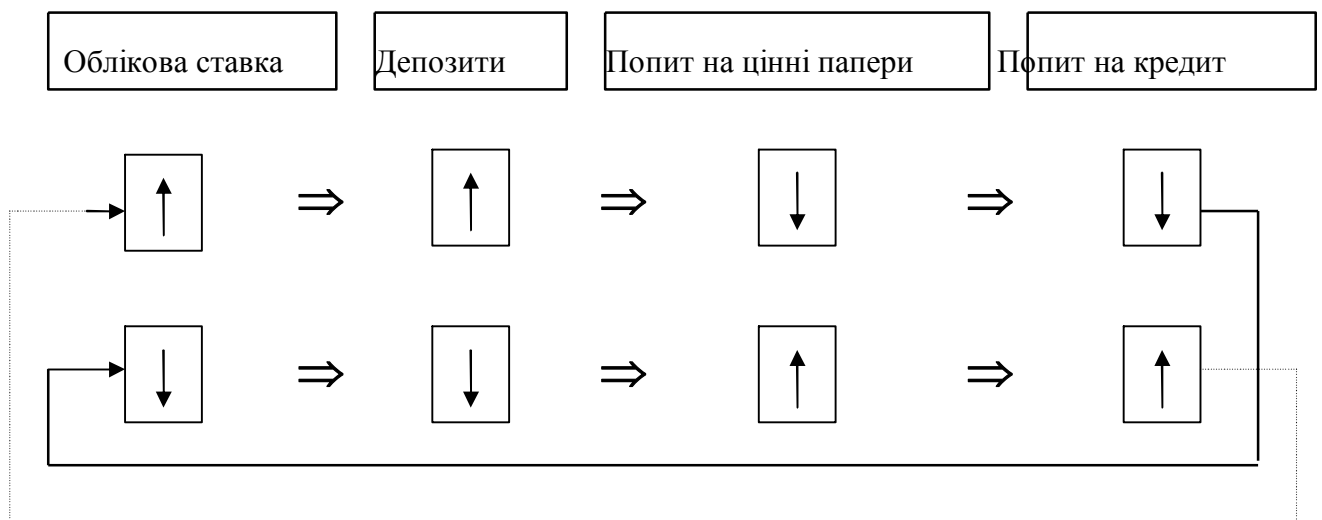 Облікова ставка
Депозити
Попит на цінні папери
Попит на кредит